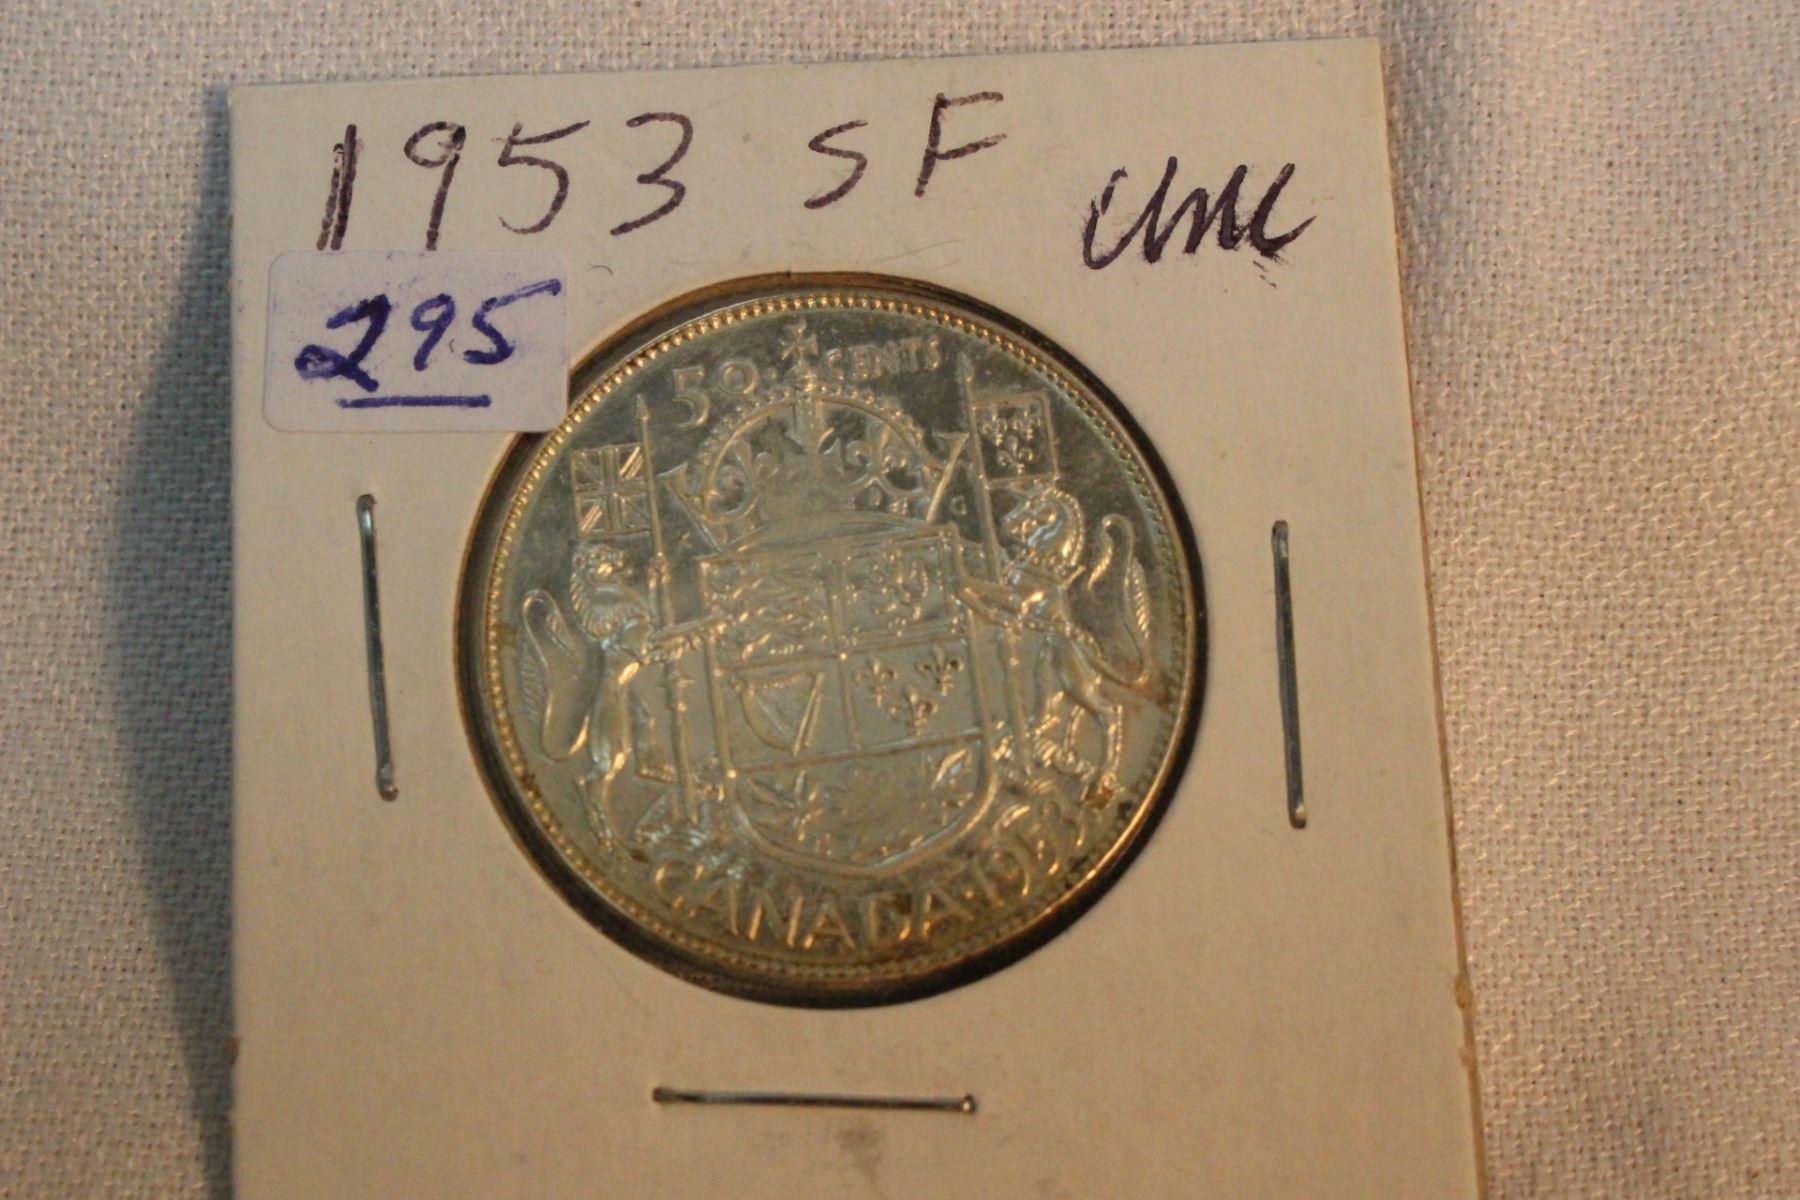 1953 SF Unc
295
50 CENTS
K G
CANADA·1953